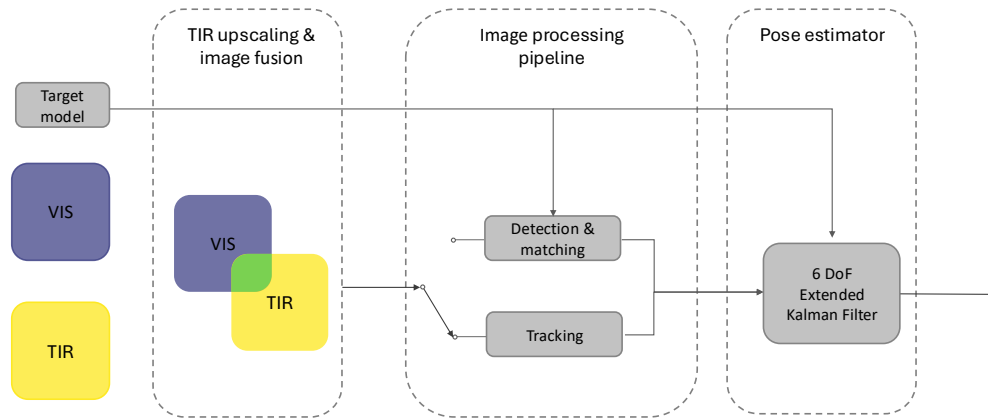 TIR upscaling &
image fusion
Image processing
pipeline
Pose estimator
Target
model
VIS
TIR
VIS
TIR
Detection &
matching
Tracking
6 DoF
Extended
Kalman Filter